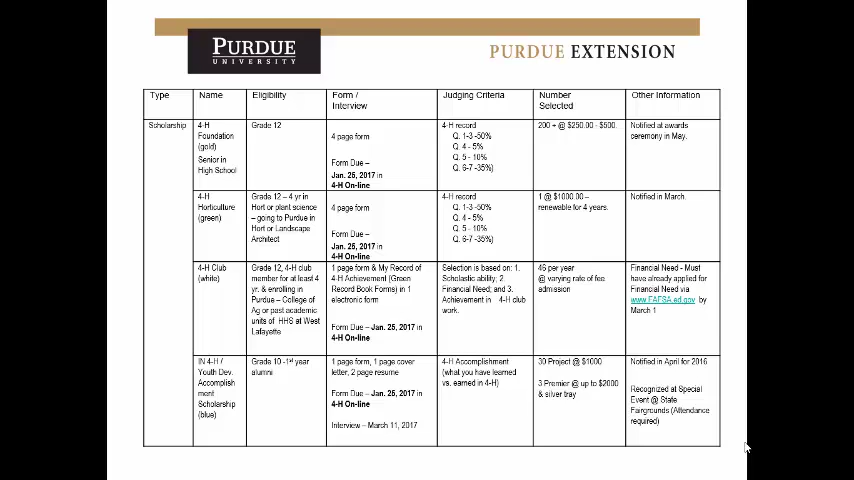 PURDUE
UNIVERSITY
PURDUE EXTENSION
Type
Name
Eligibility
Form /
Interview
Judging Criteria
Number
Selected
Other Information
Scholarship
4-H
Foundation
(gold)
Senior in
High School
Grade 12
4 page form
Form Due –
Jan. 25, 2017 in
4-H On-line
4-H record
Q. 1-3 -50%
Q. 4 - 5%
Q. 5 - 10%
Q. 6-7 -35%)
200 + @ $250.00 - $500.
Notified at awards
ceremony in May.
4-H
Horticulture
(green)
Grade 12 – 4 yr in
Hort or plant science
– going to Purdue in
Hort or Landscape
Architect
4 page form
Form Due –
Jan. 25, 2017 in
4-H On-line
4-H record
Q. 1-3 -50%
Q. 4 - 5%
Q. 5 - 10%
Q. 6-7 -35%)
1 @ $1000.00 –
renewable for 4 years.
Notified in March.
4-H Club
(white)
Grade 12, 4-H club
member for at least 4
yr. & enrolling in
Purdue – College of
Ag or past academic
units of HHS at West
Lafayette
1 page form & My Record of
4-H Achievement (Green
Record Book Forms) in 1
electronic form
Form Due – Jan. 25, 2017 in
4-H On-line
Selection is based on: 1.
Scholastic ability; 2.
Financial Need; and 3.
Achievement in 4-H club
work.
46 per year
@ varying rate of fee
admission
Financial Need - Must
have already applied for
Financial Need via
www.FAFSA.ed.gov by
March 1
IN 4-H /
Youth Dev.
Accomplish
ment
Scholarship
(blue)
Grade 10 -1st year
alumni
1 page form, 1 page cover
letter, 2 page resume
Form Due – Jan. 25, 2017 in
4-H On-line
Interview – March 11, 2017
4-H Accomplishment
(what you have learned
vs. earned in 4-H)
30 Project @ $1000
3 Premier @ up to $2000
& silver tray
Notified in April for 2016
Recognized at Special
Event @ State
Fairgrounds (Attendance
required)